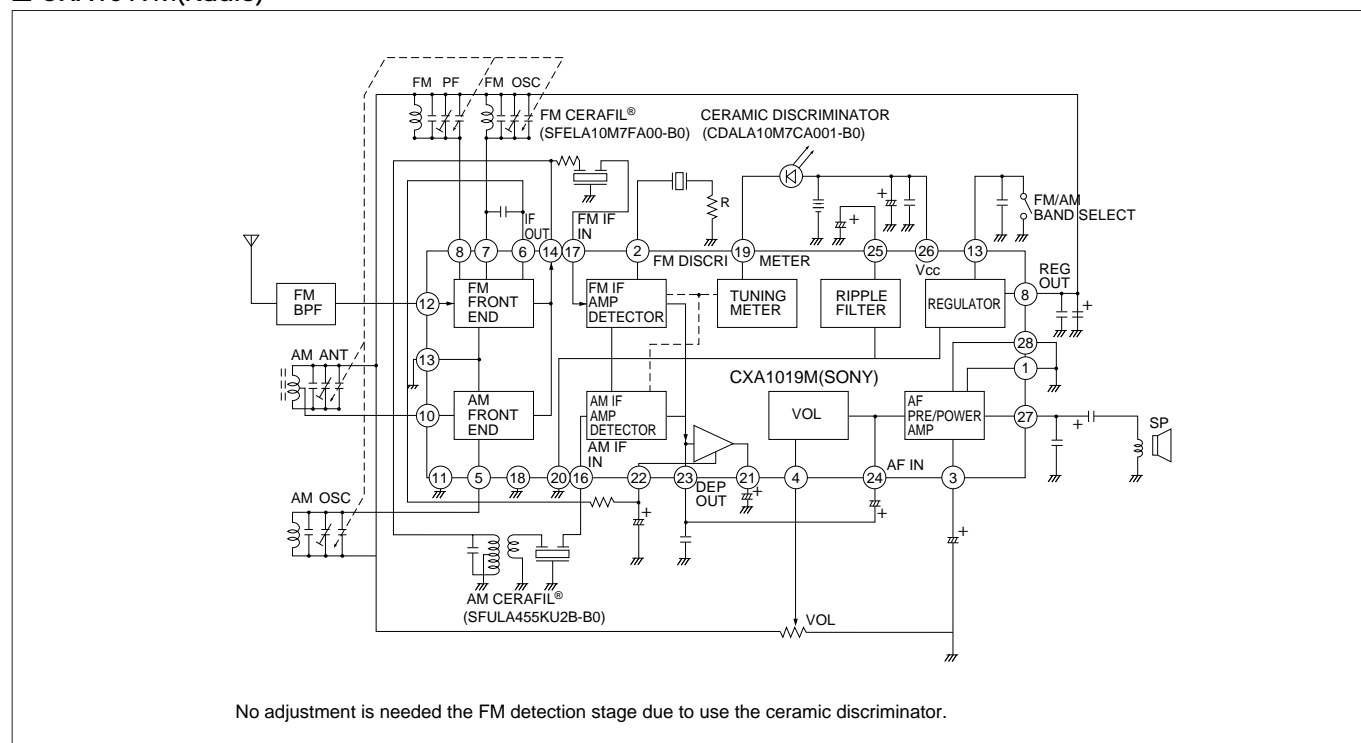 FM PF FM OSC
FM CERAFIL®
(SFELA10M7FA00-B0)
CERAMIC DISCRIMINATOR
(CDALA10M7CA001-B0)
R
FM/AM
BAND SELECT
IF
OUT
FM IF
IN
8 7 6 14 17 2 19 25 26 13
FM DISCRI METER
Vcc
REG
OUT
8
FM
BPF
12
FM
FRONT
END
FM IF
AMP
DETECTOR
TUNING
METER
RIPPLE
FILTER
REGULATOR
13
28
AM ANT
CXA1019M(SONY)
1
10
AM
FRONT
END
AM IF
AMP
DETECTOR
VOL
AF
PRE/POWER
AMP
27
SP
AM IF
IN
11 5 18 20 16 22 23 21 4 24 3
DEP
OUT
AF IN
AM OSC
AM CERAFIL®
(SFULA455KU2B-B0)
VOL
No adjustment is needed the FM detection stage due to use the ceramic discriminator.